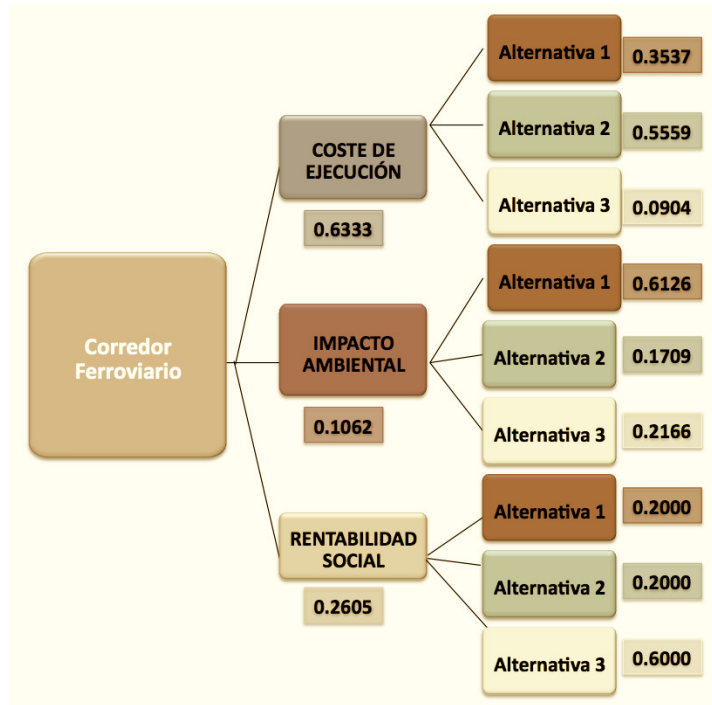 Corredor
Ferroviario
COSTE DE
EJECUCIÓN
0.6333
Alternativa 1
0.3537
Alternativa 2
0.5559
Alternativa 3
0.0904
IMPACTO
AMBIENTAL
0.1062
Alternativa 1
0.6126
Alternativa 2
0.1709
Alternativa 3
0.2166
RENTABILIDAD
SOCIAL
0.2605
Alternativa 1
0.2000
Alternativa 2
0.2000
Alternativa 3
0.6000